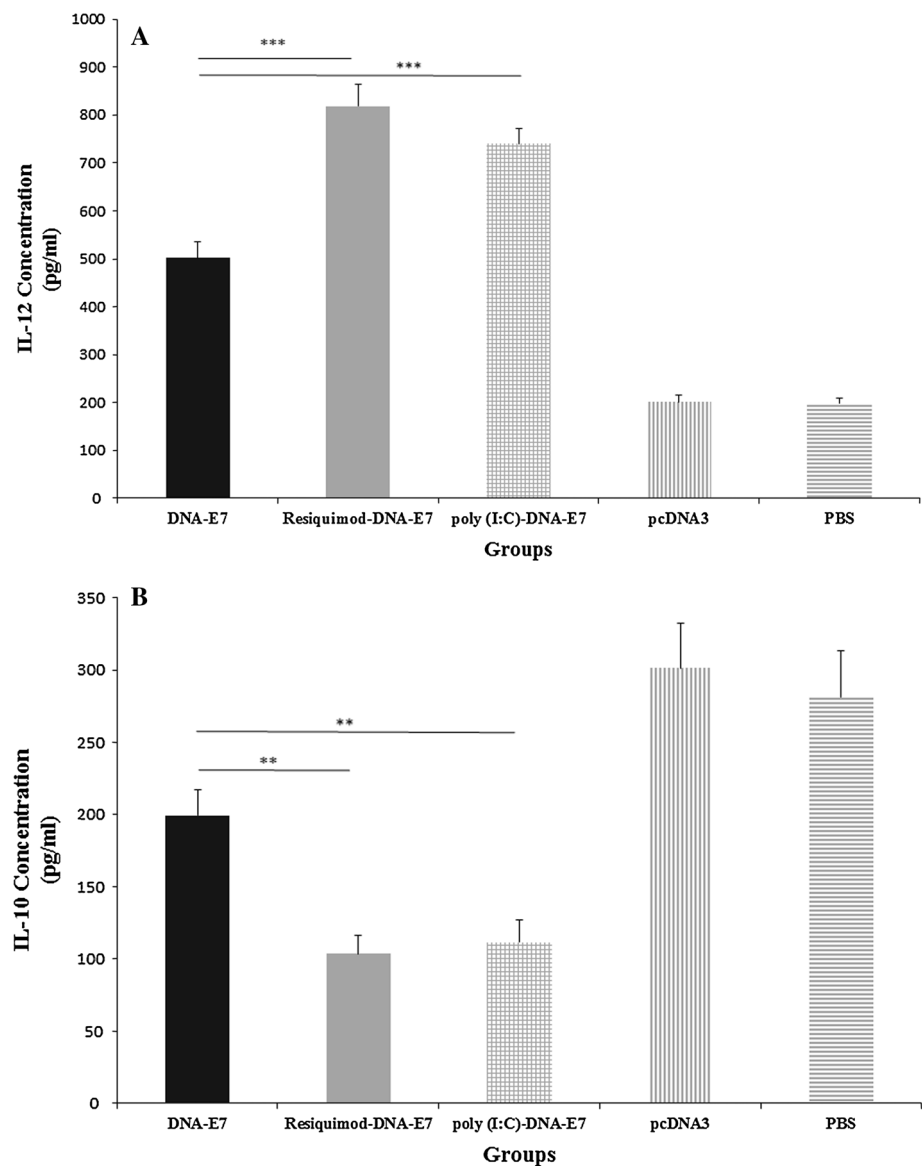 A
1000
900
800
700
600
500
400
300
200
100
0
IL-12 Concentration
(pg/ml)
***
***
DNA-E7 Resiquimod-DNA-E7 poly (I:C)-DNA-E7 pcDNA3 PBS
Groups
B
350
300
250
200
150
100
50
0
IL-10 Concentration
(pg/ml)
**
**
DNA-E7 Resiquimod-DNA-E7 poly (I:C)-DNA-E7 pcDNA3 PBS
Groups